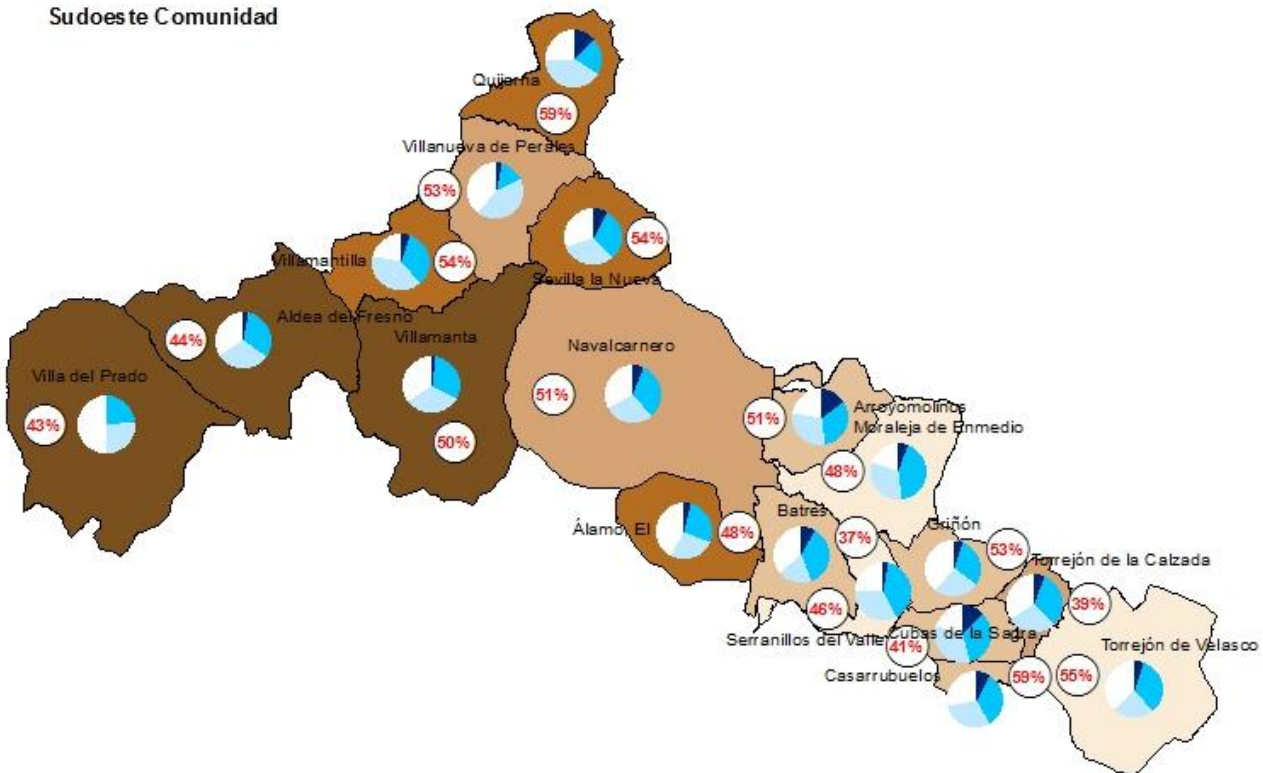 Sudoeste Comunidad
Quijorna
59%
Villanueva de Perales
53%
54%
Villamantilla
54%
Sevilla la Nueva
Aldea del Fresno
44%
Villamanta
Navalcarnero
Villa del Prado
51%
43%
50%
Arroyomolinos
51%
Moraleja de Enmedio
48%
Batres
Álamo, El
48%
37%
Griñón
53%
Torrejón de la Calzada
46%
39%
Serranillos del Valle
Cubas de la Sagra
41%
Torrejón de Velasco
Casarrubuelos
59%
55%